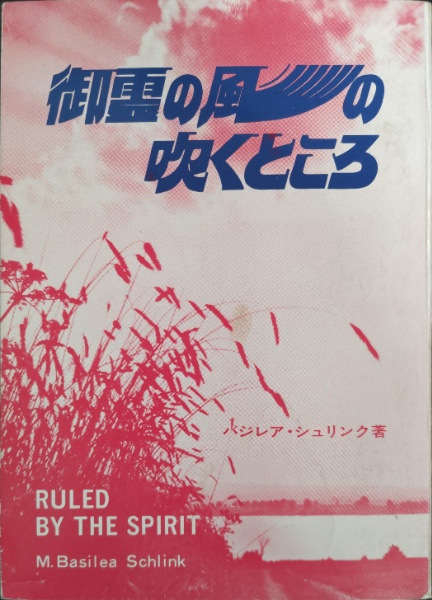 御霊の風の
吹くところ
バジレア・シュリンク著
RULED
BY THE SPIRIT
M.Basilea Schlink